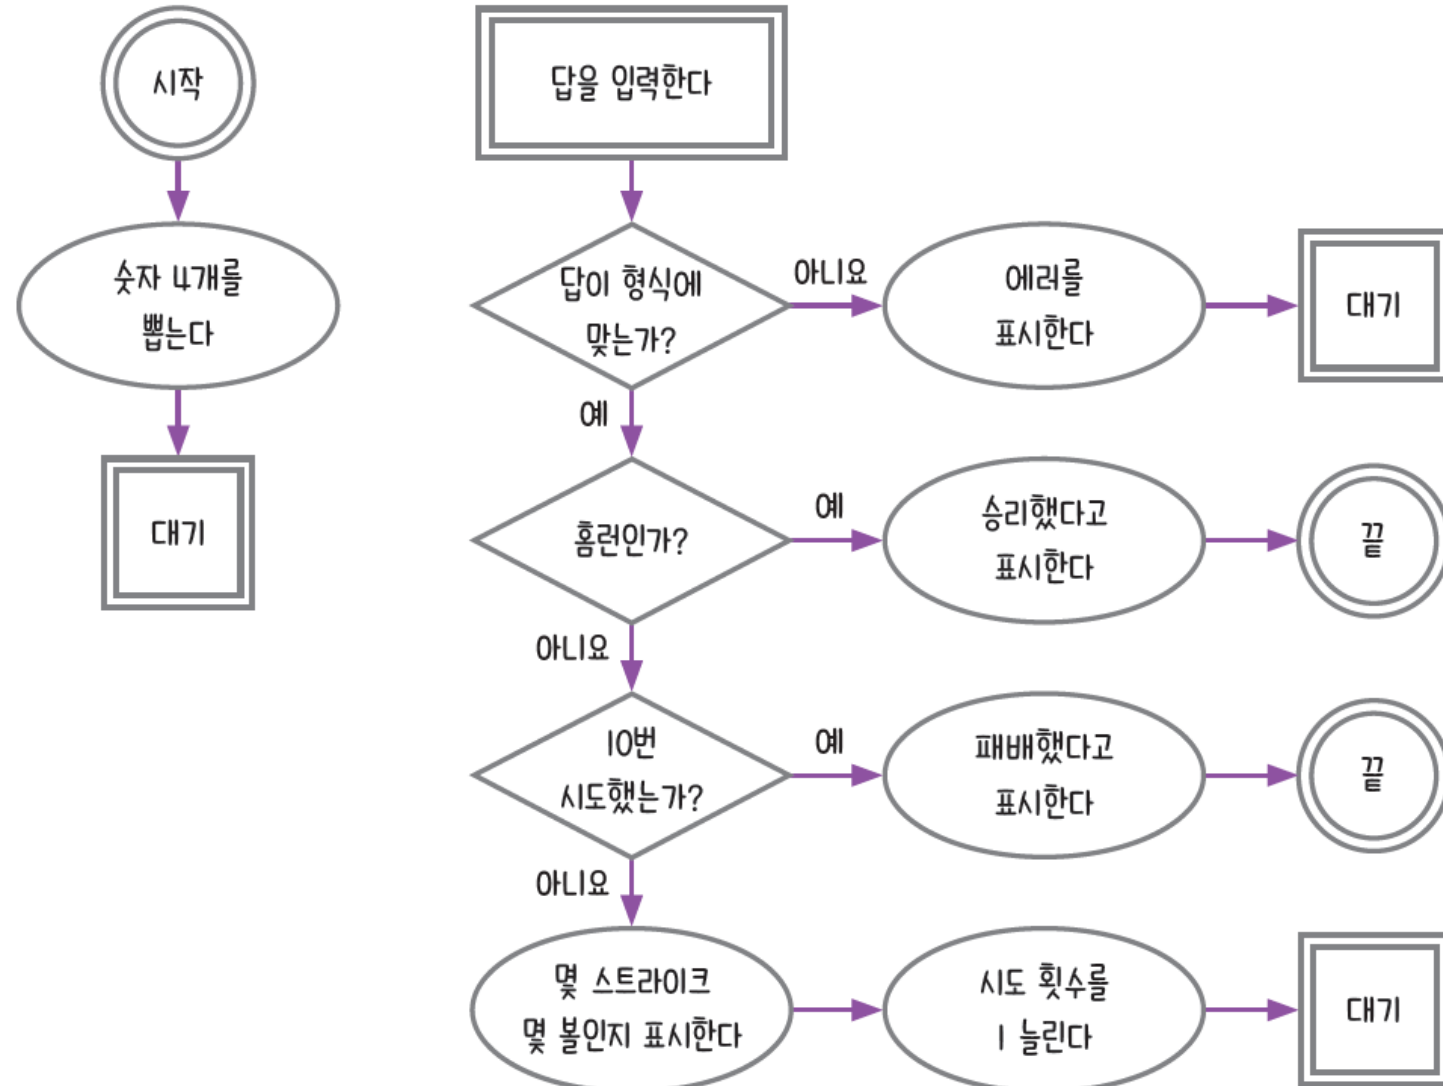 시작
숫자 4개를
뽑는다
대기
답을 입력한다
답이 형식에
맞는가?
아니요
에러를
표시한다
대기
예
홈런인가?
예
승리했다고
표시한다
끝
아니요
10번
시도했는가?
예
패배했다고
표시한다
끝
아니요
몇 스트라이크
몇 볼인지 표시한다
시도 횟수를
1 늘린다
대기